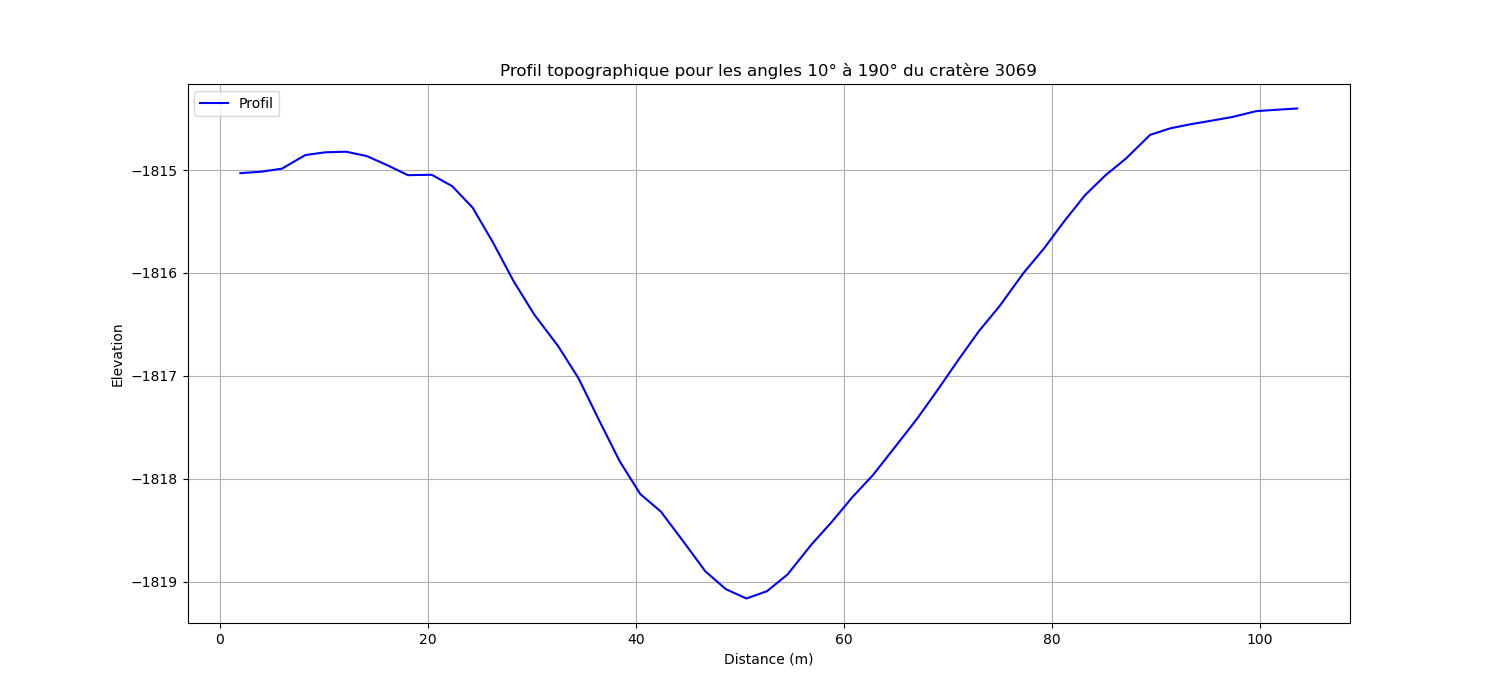 Profil topographique pour les angles 10° à 190° du cratère 3069
Profil
−1815
−1816
−1817
−1818
−1819
Elevation
0 20 40 60 80 100
Distance (m)